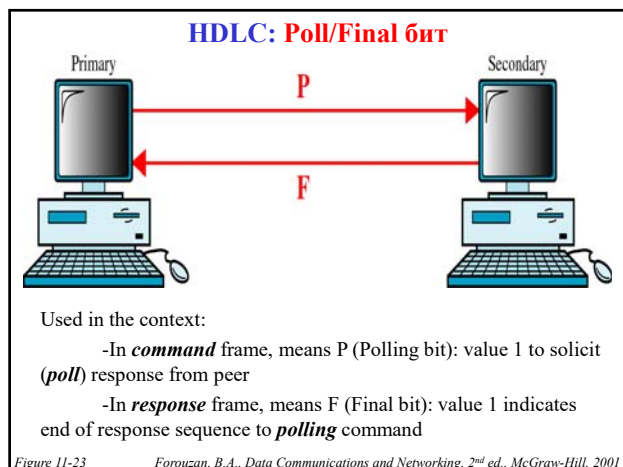 HDLC: Poll/Final бит
Primary
Secondary
P
F
Used in the context:
-In command frame, means P (Polling bit): value 1 to solicit
(poll) response from peer
-In response frame, means F (Final bit): value 1 indicates
end of response sequence to polling command
Figure 11-23 Forouzan, B.A., Data Communications and Networking, 2nd ed., McGraw-Hill, 2001